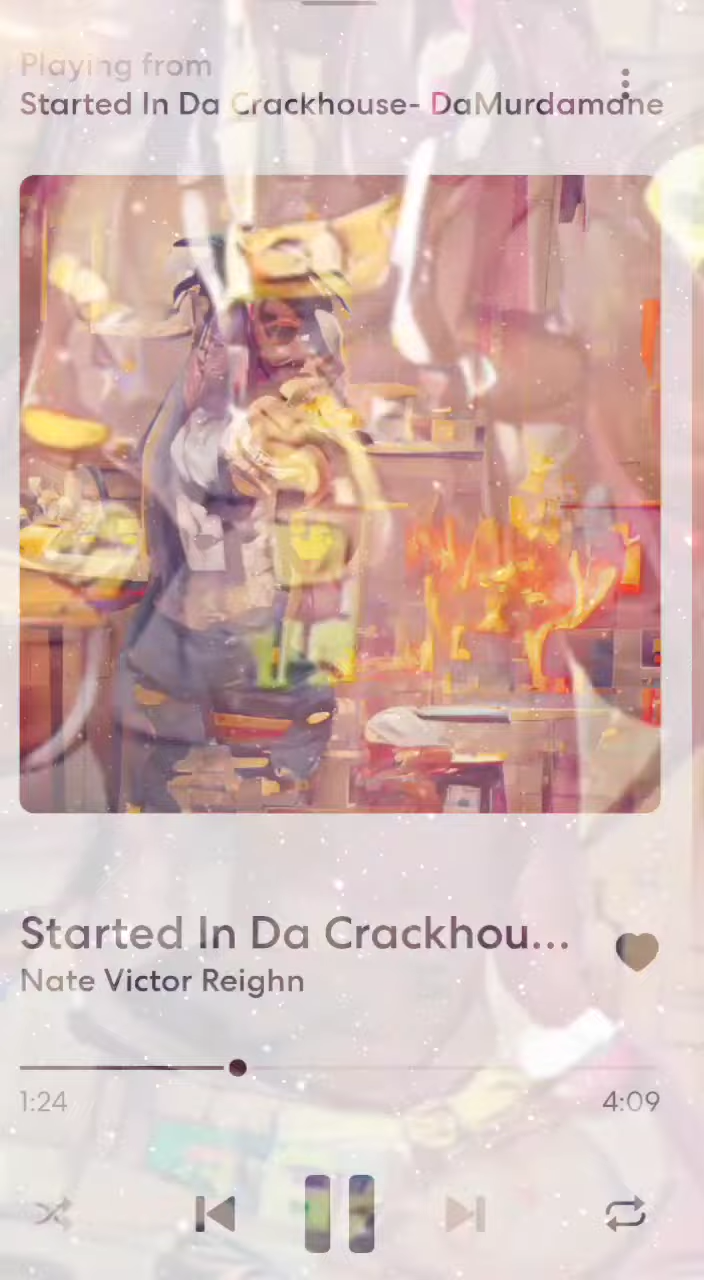 Playing from
Started In Da Crackhouse- DaMurdamane
Started In Da Crackhou...
Nate Victor Reighn
1:24
4:09